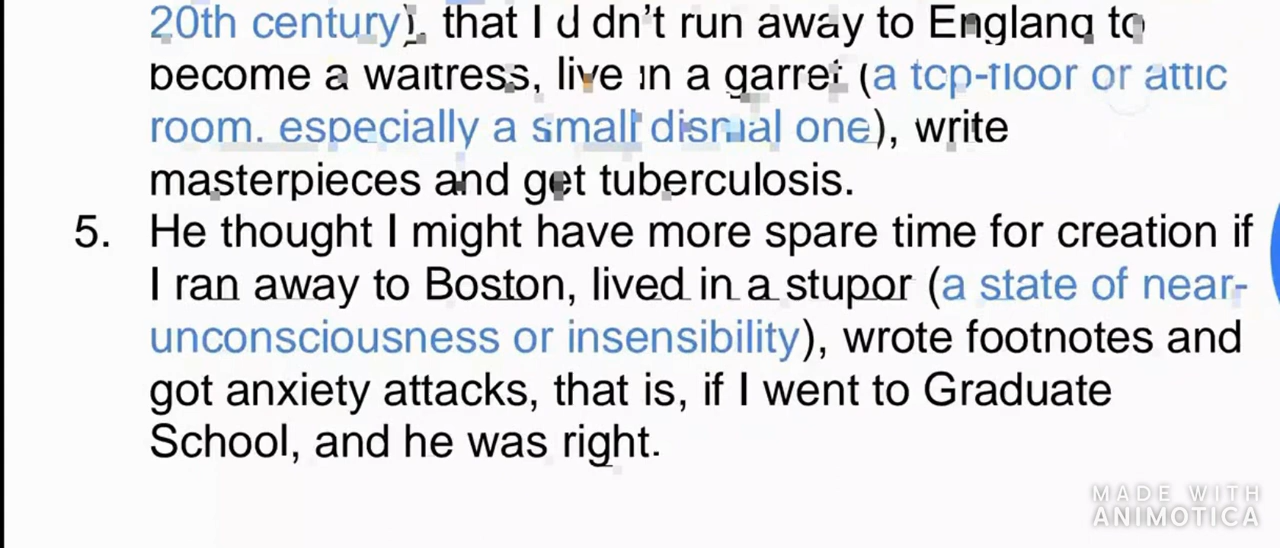 20th century), that I didn't run away to England to
become a waitress, live in a garret (a top-floor or attic
room. especially a small dismal one), write
masterpieces and get tuberculosis.
5. He thought I might have more spare time for creation if
I ran away to Boston, lived in a stupor (a state of near-
unconsciousness or insensibility), wrote footnotes and
got anxiety attacks, that is, if I went to Graduate
School, and he was right.
MADE WITH
ANIMOTICA